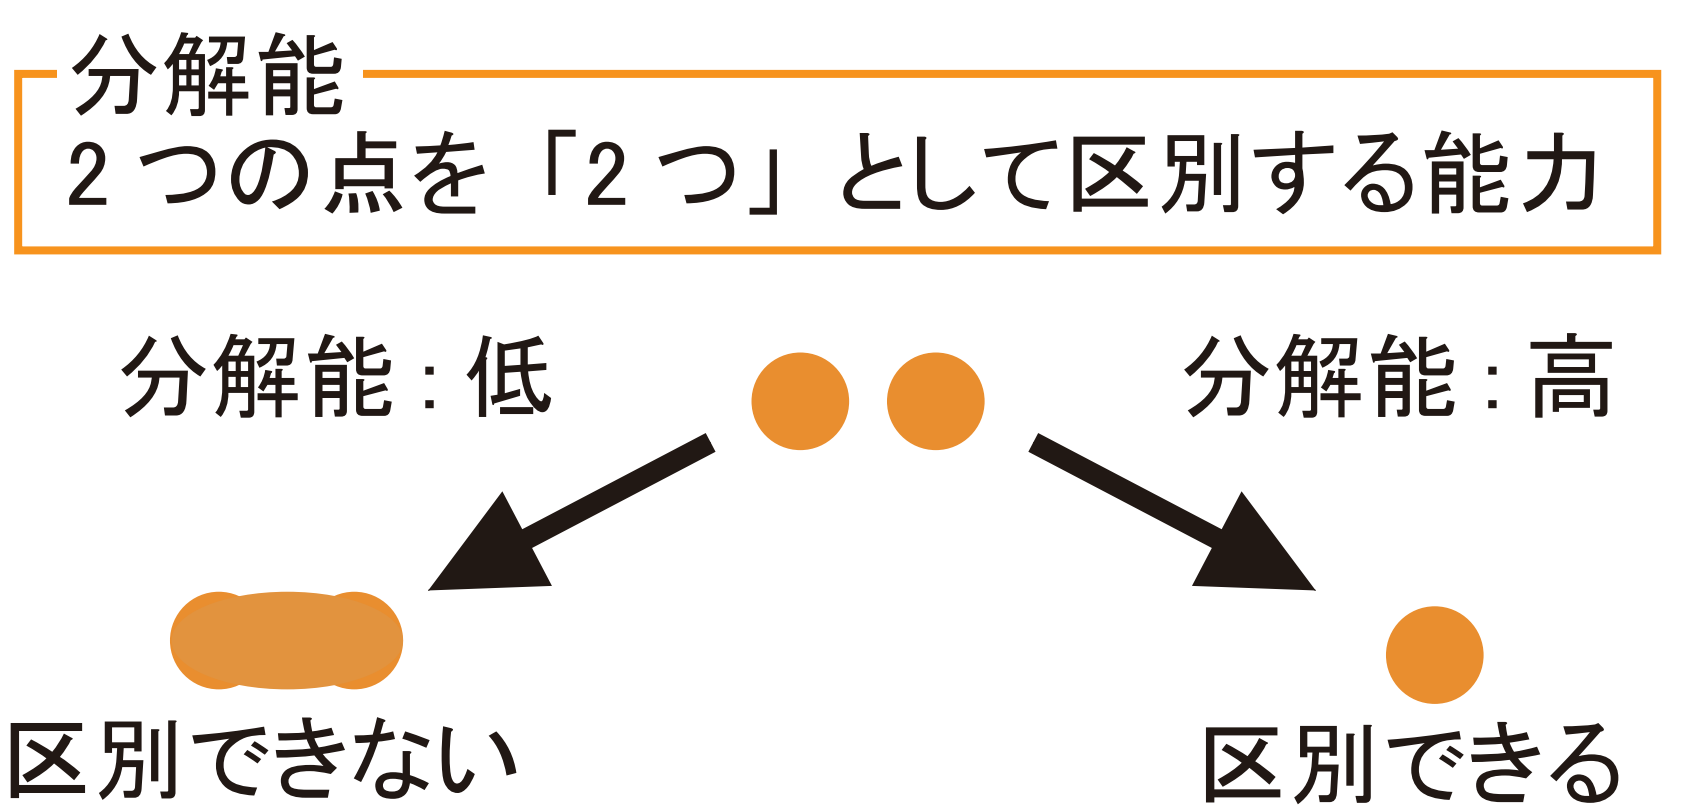 分解能
2つの点を「2つ」として区別する能力
分解能:低
分解能:高
区別できない
区別できる